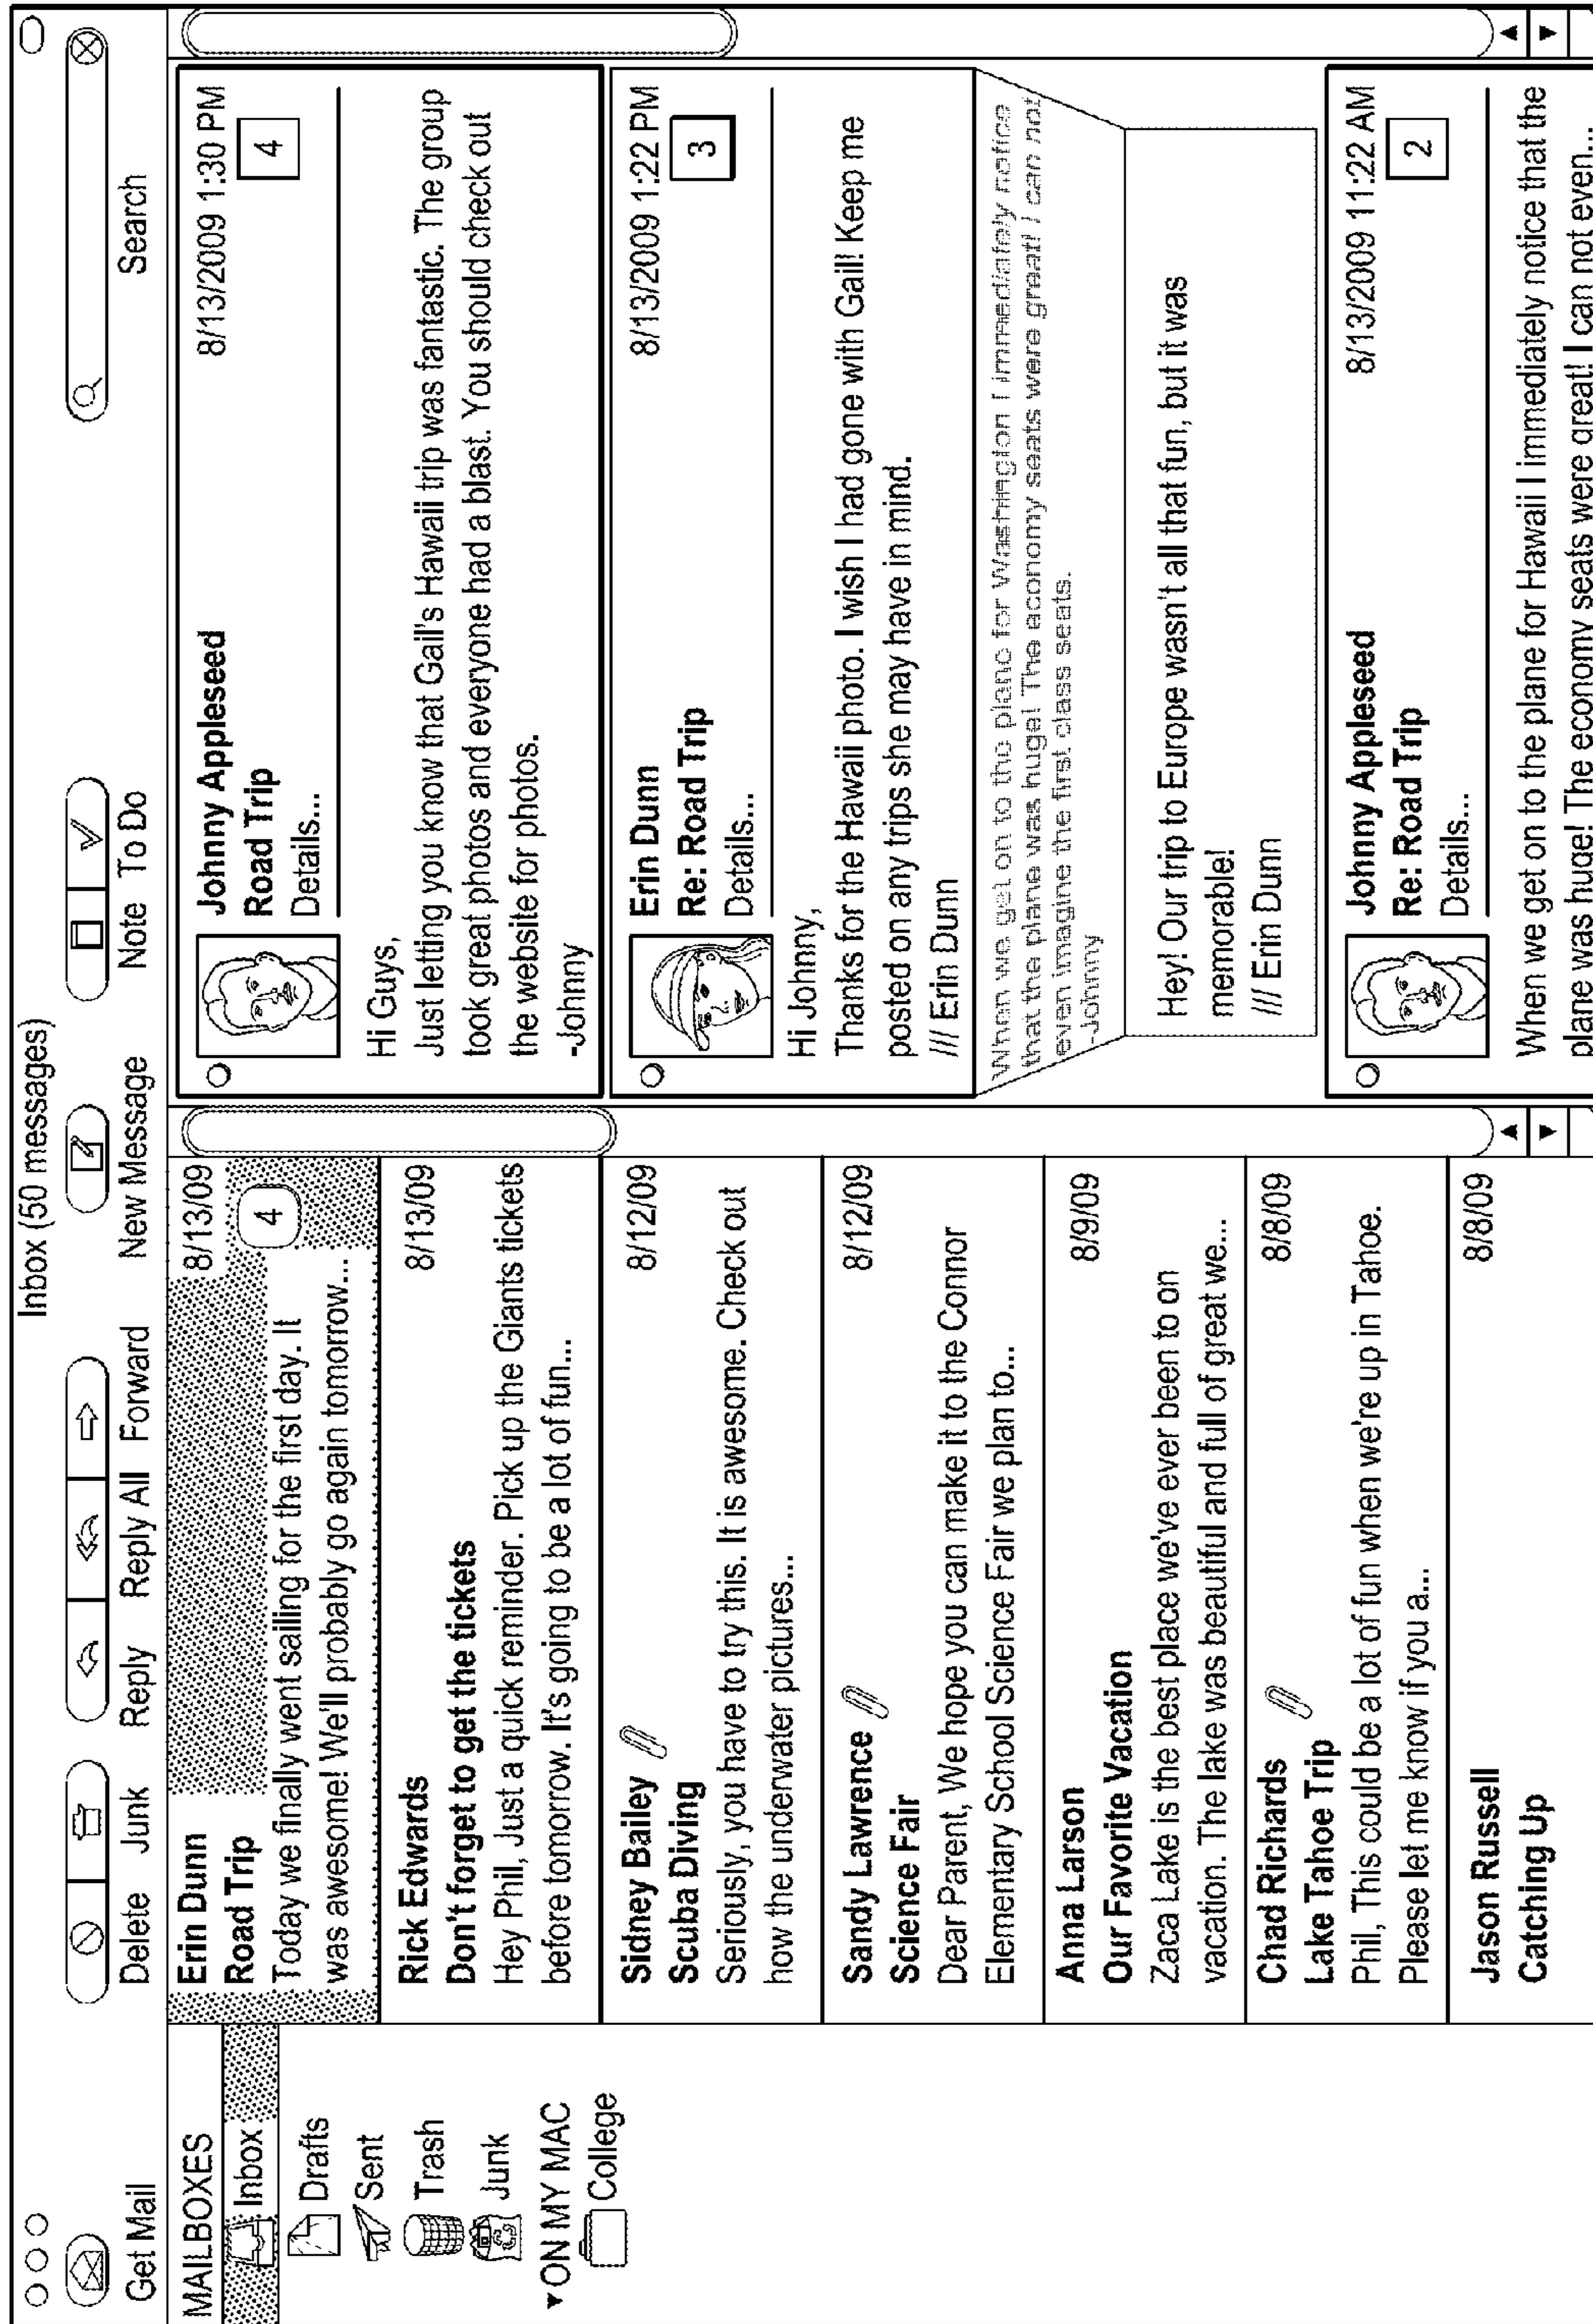 Inbox (50 messages)
Get Mail
Delete Junk
Reply Reply All Forward
New Message
Note To Do
Search
MAILBOXES
Inbox
Drafts
Sent
Trash
Junk
ON MY MAC
College
Erin Dunn 8/13/09
Road Trip 4
Today we finally went sailing for the first day. It
was awesome! We'll probably go again tomorrow...
Rick Edwards 8/13/09
Don't forget to get the tickets
Hey Phil, Just a quick reminder. Pick up the Giants tickets
before tomorrow. It's going to be a lot of fun...
Sidney Bailey 8/12/09
Scuba Diving
Seriously, you have to try this. It is awesome. Check out
how the underwater pictures...
Sandy Lawrence 8/12/09
Science Fair
Dear Parent, We hope you can make it to the Connor
Elementary School Science Fair we plan to...
Anna Larson 8/9/09
Our Favorite Vacation
Zaca Lake is the best place we've ever been to on
vacation. The lake was beautiful and full of great we...
Chad Richards 8/8/09
Lake Tahoe Trip
Phil, This could be a lot of fun when we're up in Tahoe.
Please let me know if you a...
Jason Russell 8/8/09
Catching Up
Johnny Appleseed 8/13/2009 1:30 PM
Road Trip 4
Details...
Hi Guys,
Just letting you know that Gail's Hawaii trip was fantastic. The group
took great photos and everyone had a blast. You should check out
the website for photos.
-Johnny
Erin Dunn 8/13/2009 1:22 PM
Re: Road Trip 3
Details...
Hi Johnny,
Thanks for the Hawaii photo. I wish I had gone with Gail! Keep me
posted on any trips she may have in mind.
/// Erin Dunn
When we get on to the plane for Washington I immediately notice
that the plane was huge! The economy seats were great! I can not
even imagine the first class seats.
-Johnny
Hey! Our trip to Europe wasn't all that fun, but it was
memorable!
/// Erin Dunn
Johnny Appleseed 8/13/2009 11:22 AM
Re: Road Trip 2
Details...
When we get on to the plane for Hawaii I immediately notice that the
plane was huge! The economy seats were great! I can not even...